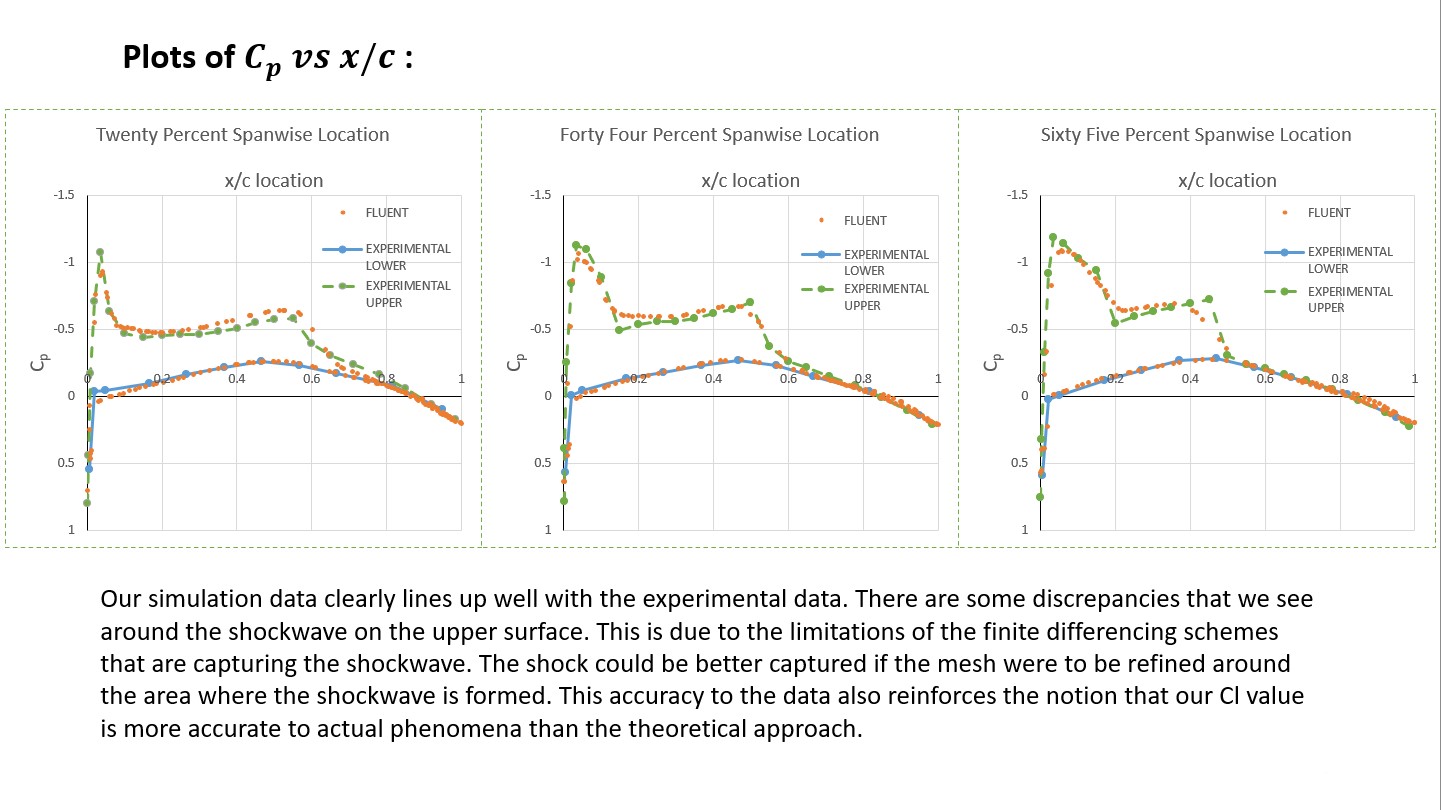 Plots of C_p vs x/c :
Twenty Percent Spanwise Location
x/c location
-1.5
-1
-0.5
0
0.5
1
C_p
0
0.2
0.4
0.6
0.8
1
FLUENT
EXPERIMENTAL
LOWER
EXPERIMENTAL
UPPER
Forty Four Percent Spanwise Location
x/c location
-1.5
-1
-0.5
0
0.5
1
C_p
0
0.2
0.4
0.6
0.8
1
FLUENT
EXPERIMENTAL
LOWER
EXPERIMENTAL
UPPER
Sixty Five Percent Spanwise Location
x/c location
-1.5
-1
-0.5
0
0.5
1
C_p
0
0.2
0.4
0.6
0.8
1
FLUENT
EXPERIMENTAL
LOWER
EXPERIMENTAL
UPPER
Our simulation data clearly lines up well with the experimental data. There are some discrepancies that we see
around the shockwave on the upper surface. This is due to the limitations of the finite differencing schemes
that are capturing the shockwave. The shock could be better captured if the mesh were to be refined around
the area where the shockwave is formed. This accuracy to the data also reinforces the notion that our Cl value
is more accurate to actual phenomena than the theoretical approach.